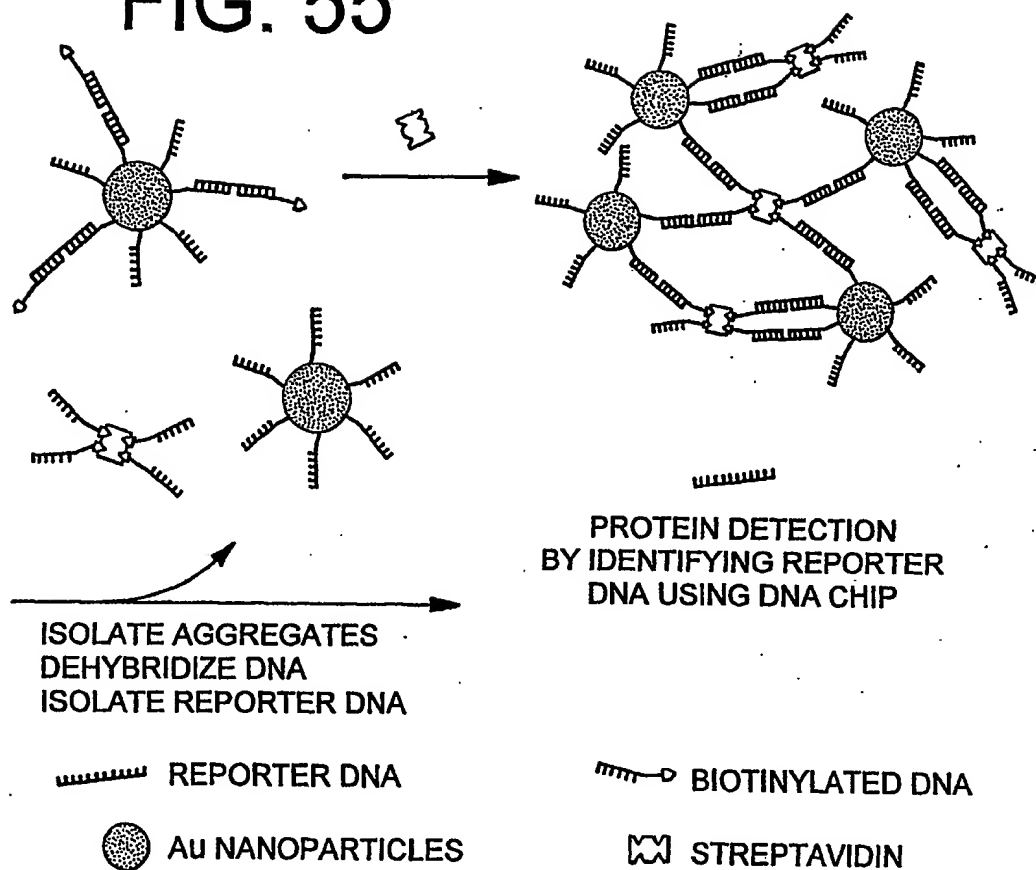 FIG. 55
PROTEIN DETECTION
BY IDENTIFYING REPORTER
DNA USING DNA CHIP
ISOLATE AGGREGATES
DEHYBRIDIZE DNA
ISOLATE REPORTER DNA
REPORTER DNA
BIOTINYLATED DNA
Au NANOPARTICLES
STREPTAVIDIN